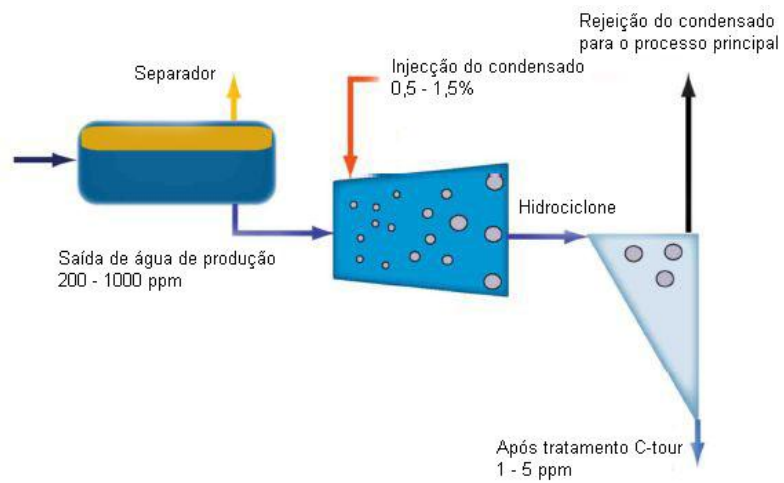 Rejeição do condensado
para o processo principal
Separador
Injecção do condensado
0,5 - 1,5%
Hidrociclone
Saída de água de produção
200 - 1000 ppm
Após tratamento C-tour
1 - 5 ppm